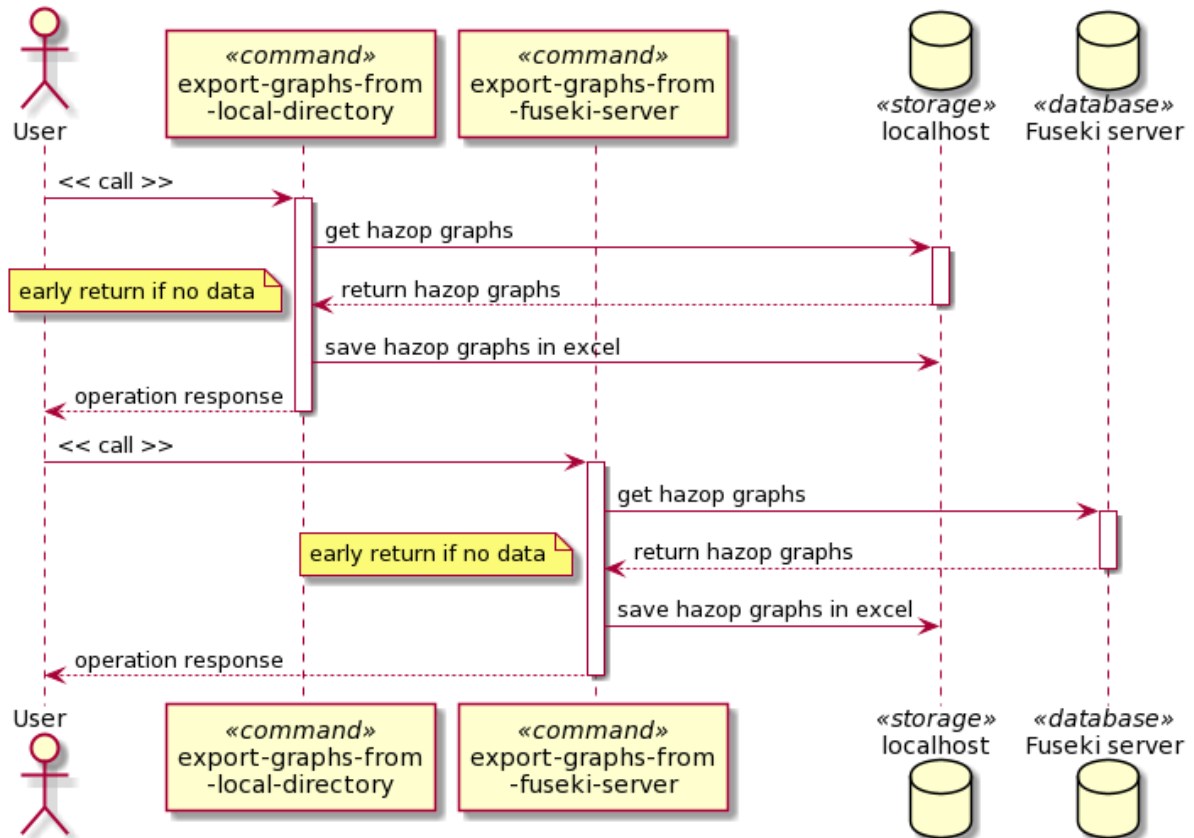 User
«command»
export-graphs-from
-local-directory
«command»
export-graphs-from
-fuseki-server
«storage»
localhost
«database»
Fuseki server
<< call >>
get hazop graphs
early return if no data
return hazop graphs
save hazop graphs in excel
operation response
<< call >>
get hazop graphs
early return if no data
return hazop graphs
save hazop graphs in excel
operation response
User
«command»
export-graphs-from
-local-directory
«command»
export-graphs-from
-fuseki-server
«storage»
localhost
«database»
Fuseki server